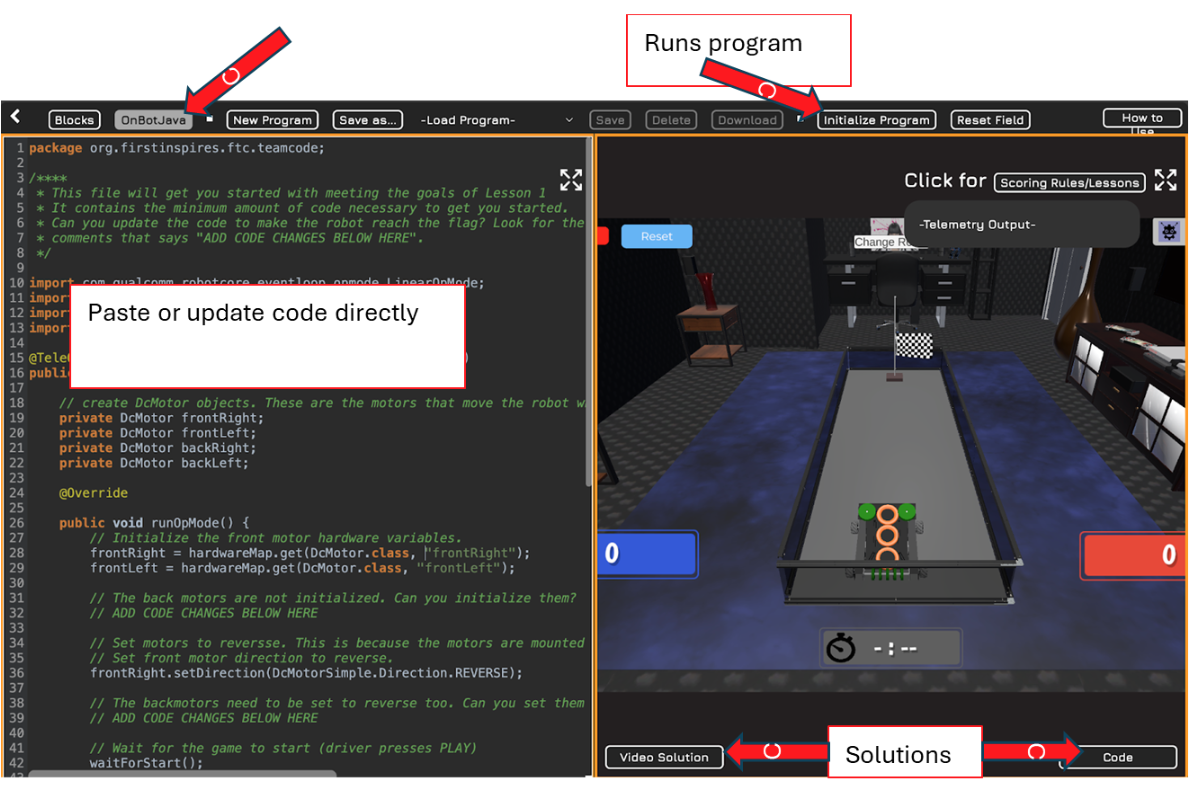 Runs program
Blocks
OnBotJava
New Program
Save as...
-Load Program-
Save
Delete
Download
Initialize Program
Reset Field
How to
Use
1 package org.firstinspires.ftc.teamcode;
2
3 /****
4 * This file will get you started with meeting the goals of Lesson 1
5 * It contains the minimum amount of code necessary to get you started.
6 * Can you update the code to make the robot reach the flag? Look for the
7 * comments that says "ADD CODE CHANGES BELOW HERE".
8 */
9
10 import com.qualcomm.robotcore.eventloop.opmode.LinearOpMode;
11 impor
12 impor
13 impor
14
15 @Tele )
16 publi
17
18 // create DcMotor objects. These are the motors that move the robot w
19 private DcMotor frontRight;
20 private DcMotor frontLeft;
21 private DcMotor backRight;
22 private DcMotor backLeft;
23
24 @Override
25
26 public void runOpMode() {
27 // Initialize the front motor hardware variables.
28 frontRight = hardwareMap.get(DcMotor.class, "frontRight");
29 frontLeft = hardwareMap.get(DcMotor.class, "frontLeft");
30
31 // The back motors are not initialized. Can you initialize them?
32 // ADD CODE CHANGES BELOW HERE
33
34 // Set motors to reversse. This is because the motors are mounted
35 // Set front motor direction to reverse.
36 frontRight.setDirection(DcMotorSimple.Direction.REVERSE);
37
38 // The backmotors need to be set to reverse too. Can you set them
39 // ADD CODE CHANGES BELOW HERE
40
41 // Wait for the game to start (driver presses PLAY)
42 waitForStart();
Paste or update code directly
Click for Scoring Rules/Lessons
-Telemetry Output-
Reset
Change R
0
0
-:--
Video Solution
Solutions
Code